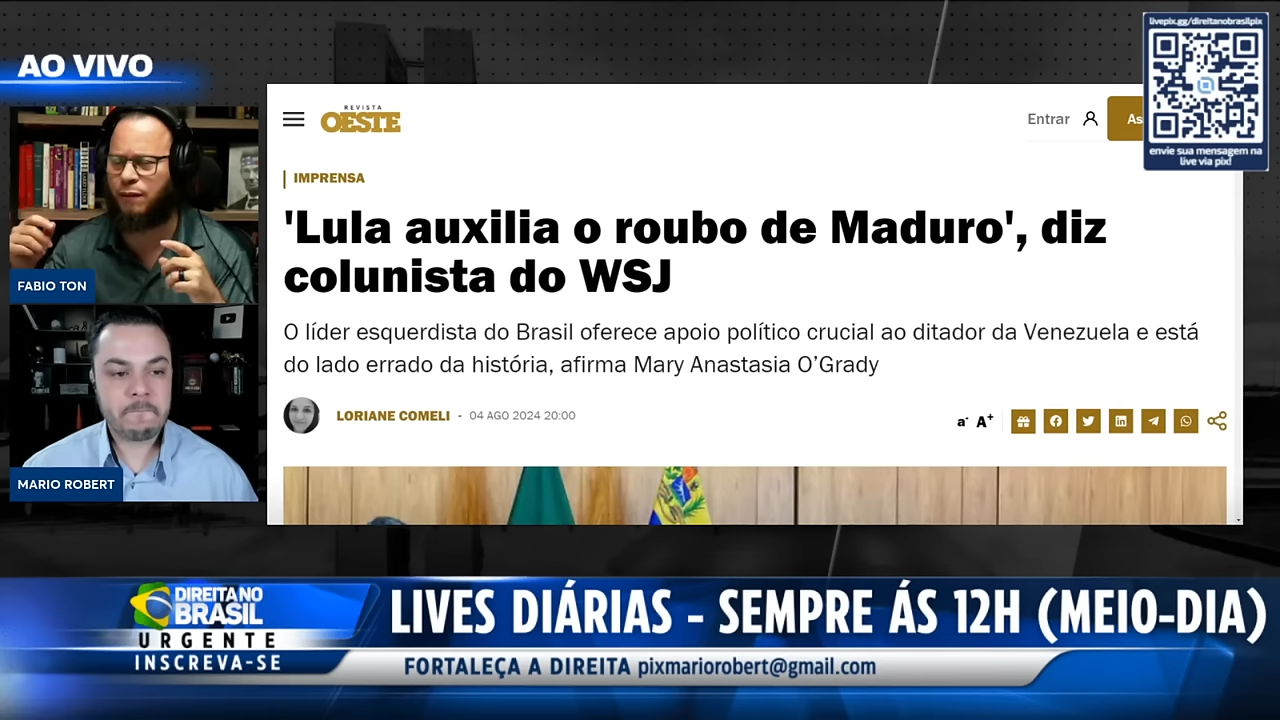 AO VIVO
livepix.gg/direitanobrasilpix
envie sua mensagem na
live via pix!
FABIO TON
MARIO ROBERT
REVISTA
OESTE
Entrar
As
IMPRENSA
'Lula auxilia o roubo de Maduro', diz
colunista do WSJ
O líder esquerdista do Brasil oferece apoio político crucial ao ditador da Venezuela e está
do lado errado da história, afirma Mary Anastasia O’Grady
LORIANE COMELI - 04 AGO 2024 20:00
a- A+
DIREITA NO
BRASIL
URGENTE
INSCREVA-SE
LIVES DIÁRIAS - SEMPRE ÁS 12H (MEIO-DIA)
FORTALEÇA A DIREITA pixmariorobert@gmail.com